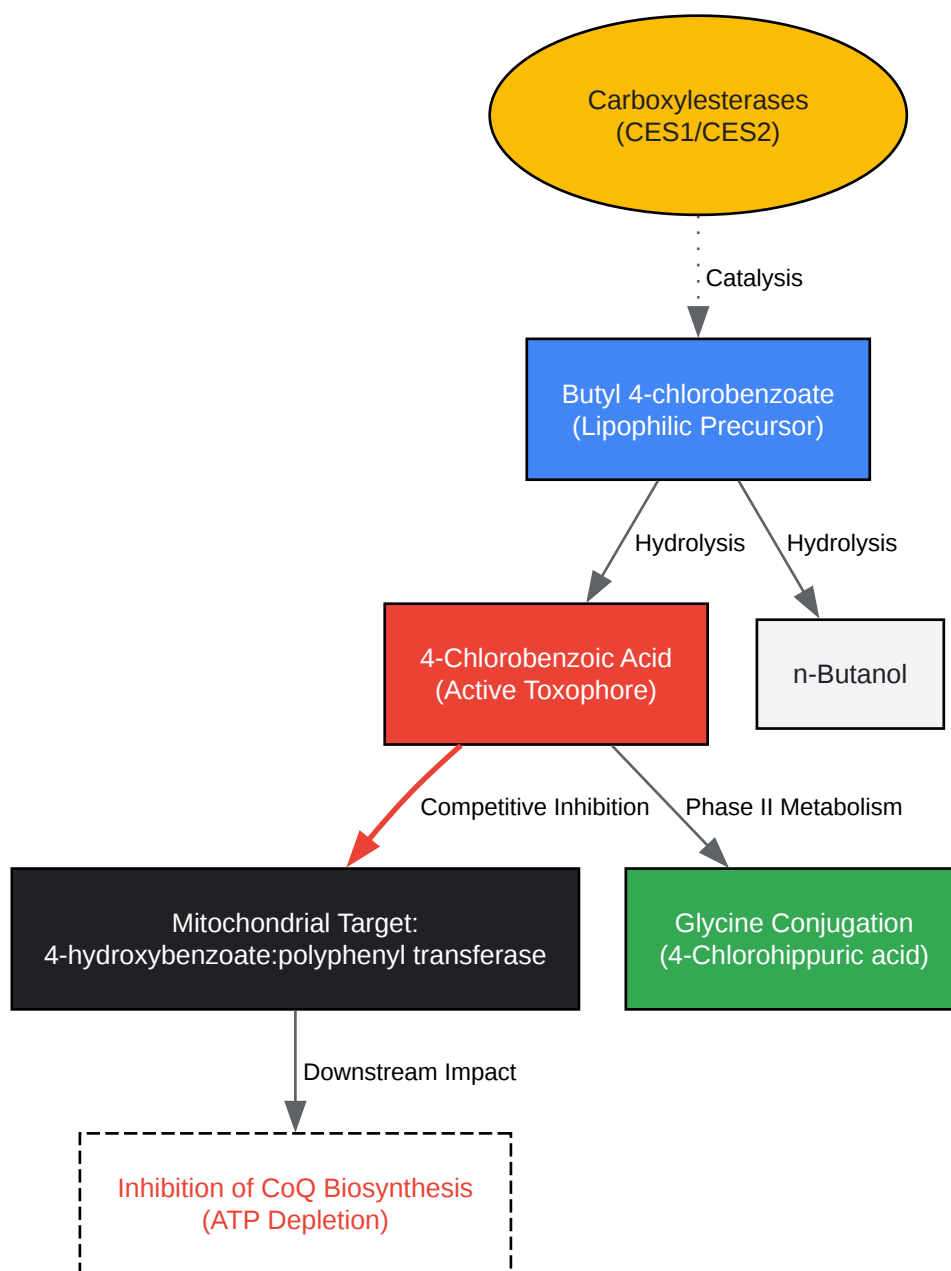 Carboxylesterases
(CES1/CES2)
Catalysis
Butyl 4-chlorobenzoate
(Lipophilic Precursor)
Hydrolysis
Hydrolysis
4-Chlorobenzoic Acid
(Active Toxophore)
n-Butanol
Competitive Inhibition
Phase II Metabolism
Mitochondrial Target:
4-hydroxybenzoate:polyphenyl transferase
Glycine Conjugation
(4-Chlorohippuric acid)
Downstream Impact
Inhibition of CoQ Biosynthesis
(ATP Depletion)